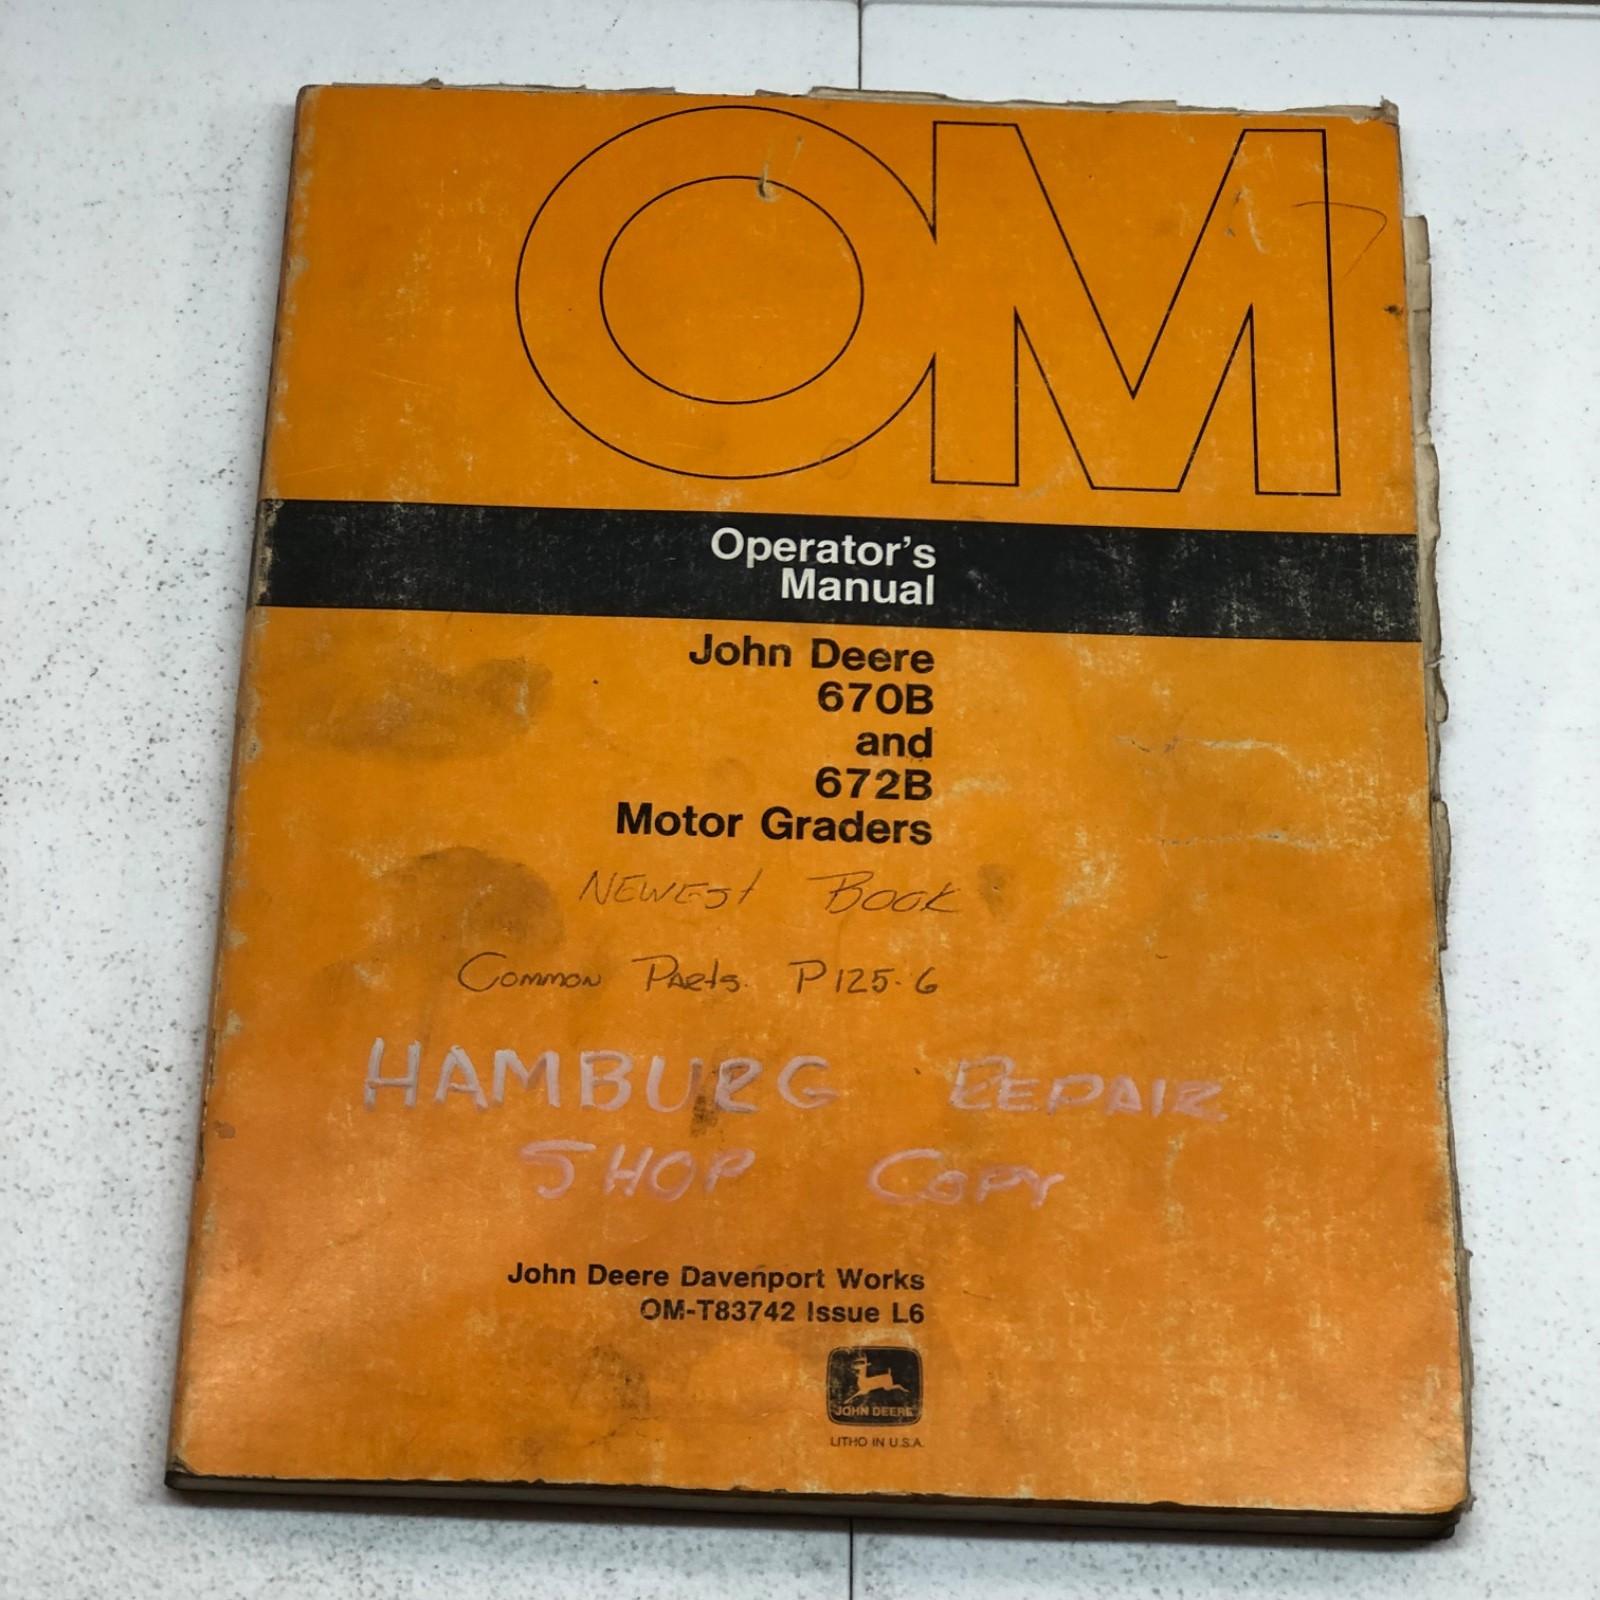 OM
Operator's
Manual
John Deere
670B
and
672B
Motor Graders
NEWEST BOOK
COMMON PARTS. P125-6
HAMBURG REPAIR
SHOP COPY
John Deere Davenport Works
OM-T83742 Issue L6
JOHN DEERE
LITHO IN U.S.A.